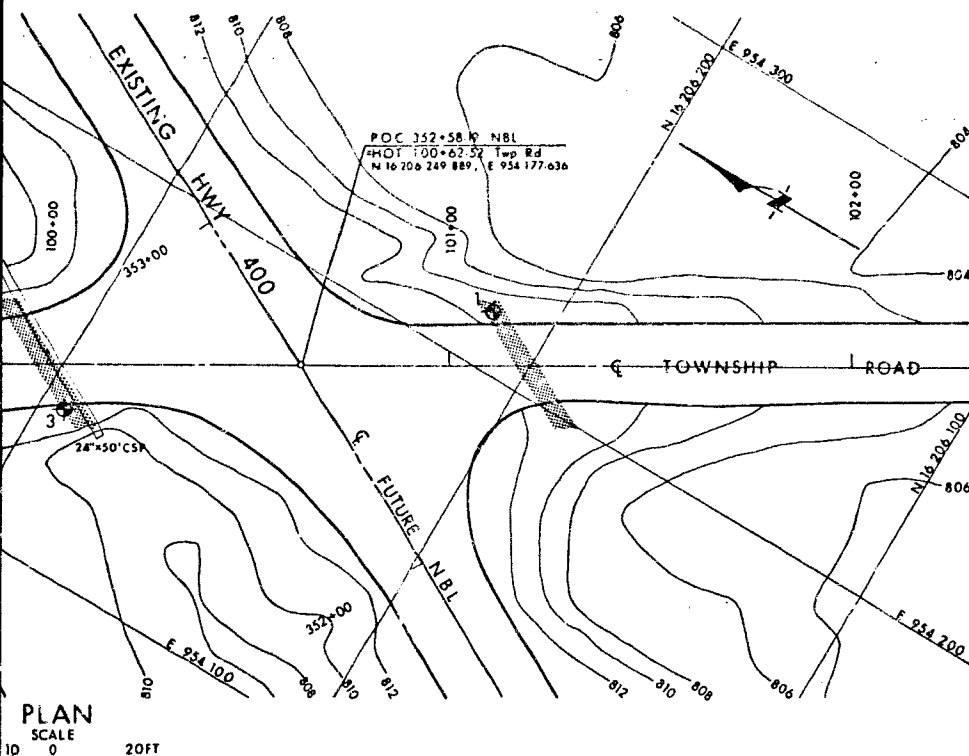 812
810
808
806
E 954 300
N 16 206 200
804
EXISTING
HWY
400
POC 352+58·19 NBL
=HOT 100+62·52 Twp Rd
N 16 206 249·889, E 954 177·636
N
100+00
353+00
101+00
102+00
804
1
℄ TOWNSHIP ROAD
3
24"×50'CSP
℄
FUTURE
NBL
N 16 206 100
806
352+00
E 954 100
E 954 200
810
808
810
812
812
810
808
806
PLAN
SCALE
10 0 20FT